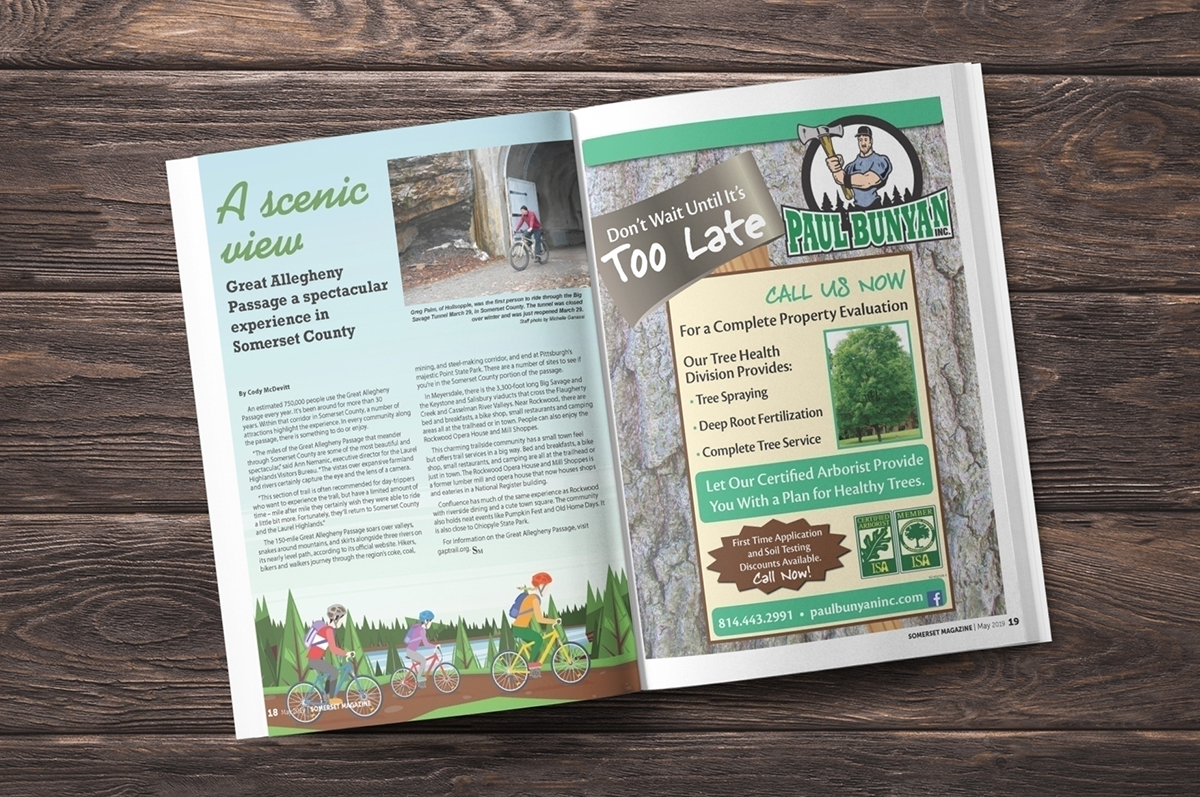 A scenic
view
Great Allegheny
Passage a spectacular
experience in
Somerset County
Greg Palm, of Hollsopple, was the first person to ride through the Big
Savage Tunnel March 29, in Somerset County. The tunnel was closed
over winter and was just reopened March 29.
Staff photo by Michelle Ganassi
By Cody McDevitt
An estimated 750,000 people use the Great Allegheny
Passage every year. It's been around for more than 30
years. Within that corridor in Somerset County, a number of
attractions highlight the experience. In every community along
the passage, there is something to do or enjoy.
"The miles of the Great Allegheny Passage that meander
through Somerset County are some of the most beautiful and
spectacular," said Ann Nemanic, executive director for the Laurel
Highlands Visitors Bureau. "The vistas over expansive farmland
and rivers certainly capture the eye and the lens of a camera.
"This section of trail is often recommended for day-trippers
who want to experience the trail, but have a limited amount of
time – mile after mile they certainly wish they were able to ride
a little bit more. Fortunately, they'll return to Somerset County
and the Laurel Highlands."
The 150-mile Great Allegheny Passage soars over valleys,
snakes around mountains, and skirts alongside three rivers on
its nearly level path, according to its official website. Hikers,
bikers and walkers journey through the region's coke, coal,
mining, and steel-making corridor, and end at Pittsburgh's
majestic Point State Park. There are a number of sites to see if
you're in the Somerset County portion of the passage.
In Meyersdale, there is the 3,300-foot long Big Savage and
the Keystone and Salisbury viaducts that cross the Flaugherty
Creek and Casselman River Valleys. Near Rockwood, there are
bed and breakfasts, a bike shop, small restaurants and camping
areas all at the trailhead or in town. People can also enjoy the
Rockwood Opera House and Mill Shoppes.
This charming trailside community has a small town feel
but offers trail services in a big way. Bed and breakfasts, a bike
shop, small restaurants, and camping are all at the trailhead or
just in town. The Rockwood Opera House and Mill Shoppes is
a former lumber mill and opera house that now houses shops
and eateries in a National Register building.
Confluence has much of the same experience as Rockwood
with riverside dining and a cute town square. The community
also holds neat events like Pumpkin Fest and Old Home Days. It
is also close to Ohiopyle State Park.
For information on the Great Allegheny Passage, visit
gaptrail.org. SM
18 May 2019 | SOMERSET MAGAZINE
Don't Wait Until It's
Too Late
PAUL BUNYAN
INC.
CALL US NOW
For a Complete Property Evaluation
Our Tree Health
Division Provides:
• Tree Spraying
• Deep Root Fertilization
• Complete Tree Service
Let Our Certified Arborist Provide
You With a Plan for Healthy Trees.
First Time Application
and Soil Testing
Discounts Available.
Call Now!
CERTIFIED
ARBORIST
ISA
MEMBER
ISA
814.443.2991 • paulbunyaninc.com f
SOMERSET MAGAZINE | May 2019 19